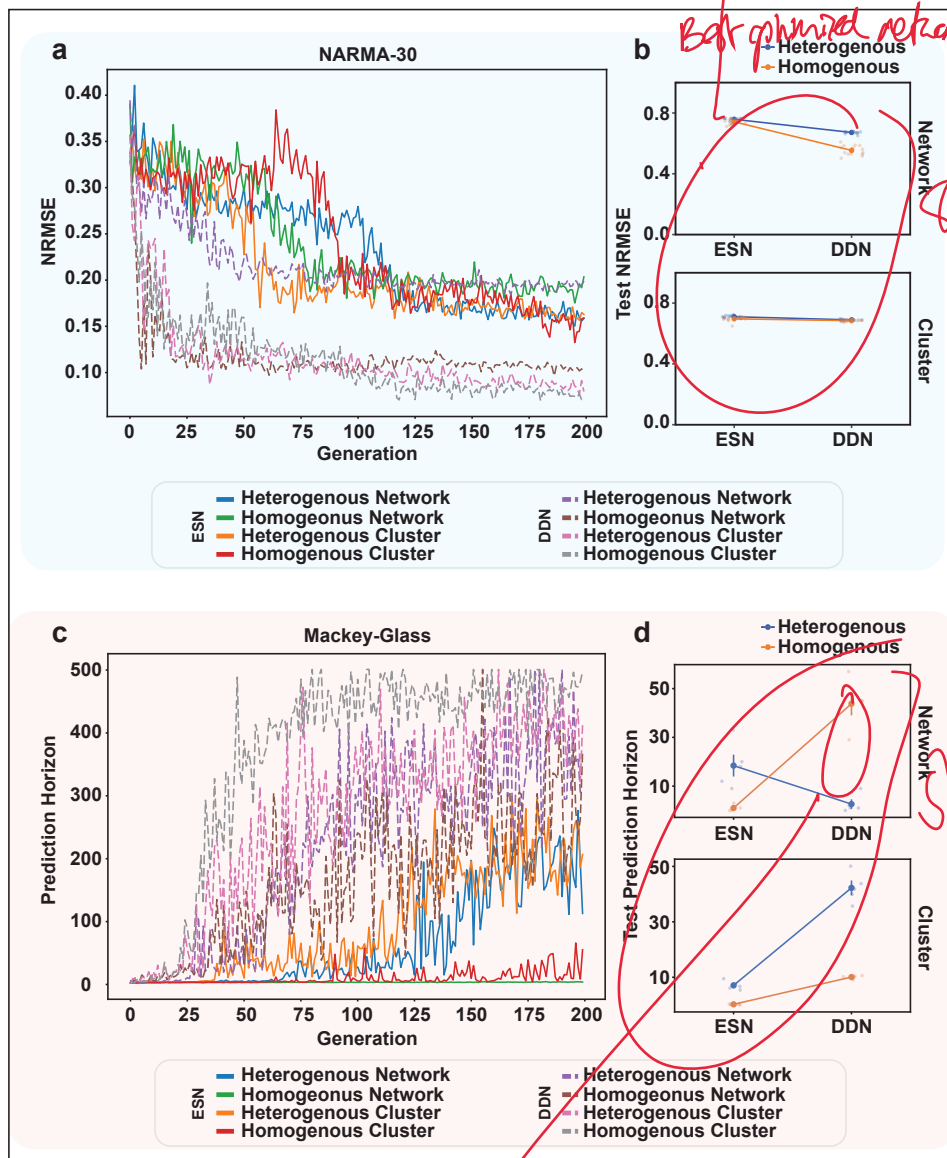 Best optimized
a
NARMA-30
b
Heterogenous
Homogenous
0.40
0.35
0.30
0.25
0.20
0.15
0.10
NRMSE
0 25 50 75 100 125 150 175 200
Generation
0.8
0.4
0.0
ESN DDN
Network
Test NRMSE
0.8
0.4
0.0
ESN DDN
Cluster
ESN
Heterogenous Network
Homogeonus Network
Heterogenous Cluster
Homogenous Cluster
DDN
Heterogenous Network
Homogeonus Network
Heterogenous Cluster
Homogenous Cluster
c
Mackey-Glass
d
Heterogenous
Homogenous
500
400
300
200
100
0
Prediction Horizon
0 25 50 75 100 125 150 175 200
Generation
50
30
10
ESN DDN
Network
Test Prediction Horizon
50
30
10
ESN DDN
Cluster
ESN
Heterogenous Network
Homogeonus Network
Heterogenous Cluster
Homogenous Cluster
DDN
Heterogenous Network
Homogeonus Network
Heterogenous Cluster
Homogenous Cluster